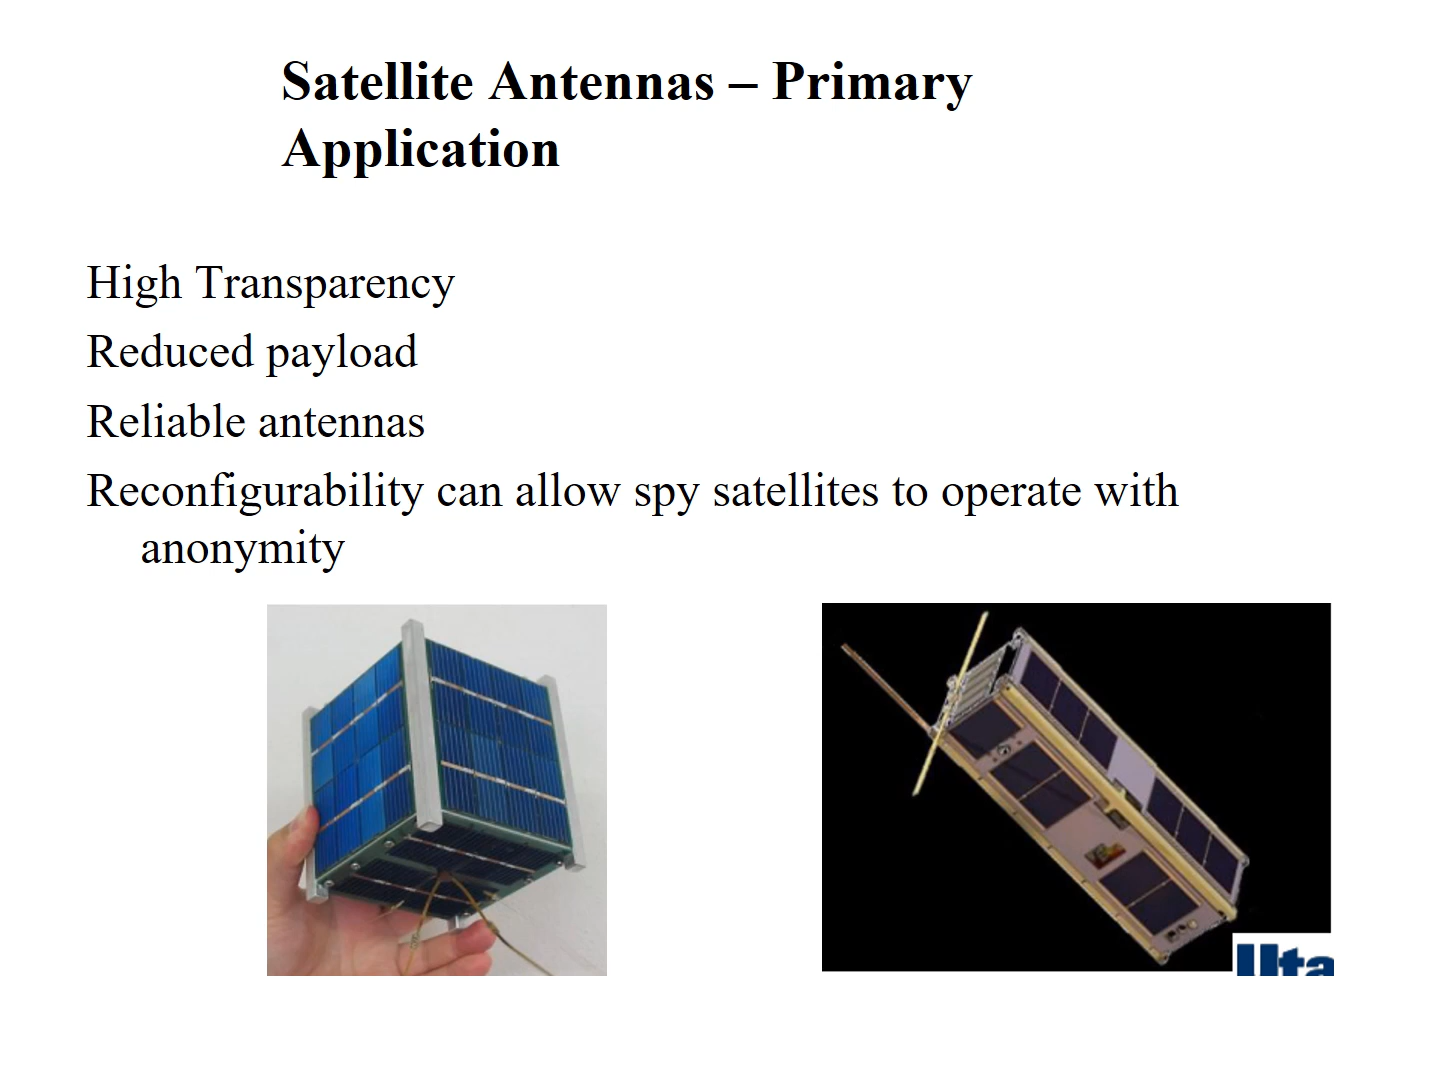 Satellite Antennas – Primary
Application
High Transparency
Reduced payload
Reliable antennas
Reconfigurability can allow spy satellites to operate with
anonymity